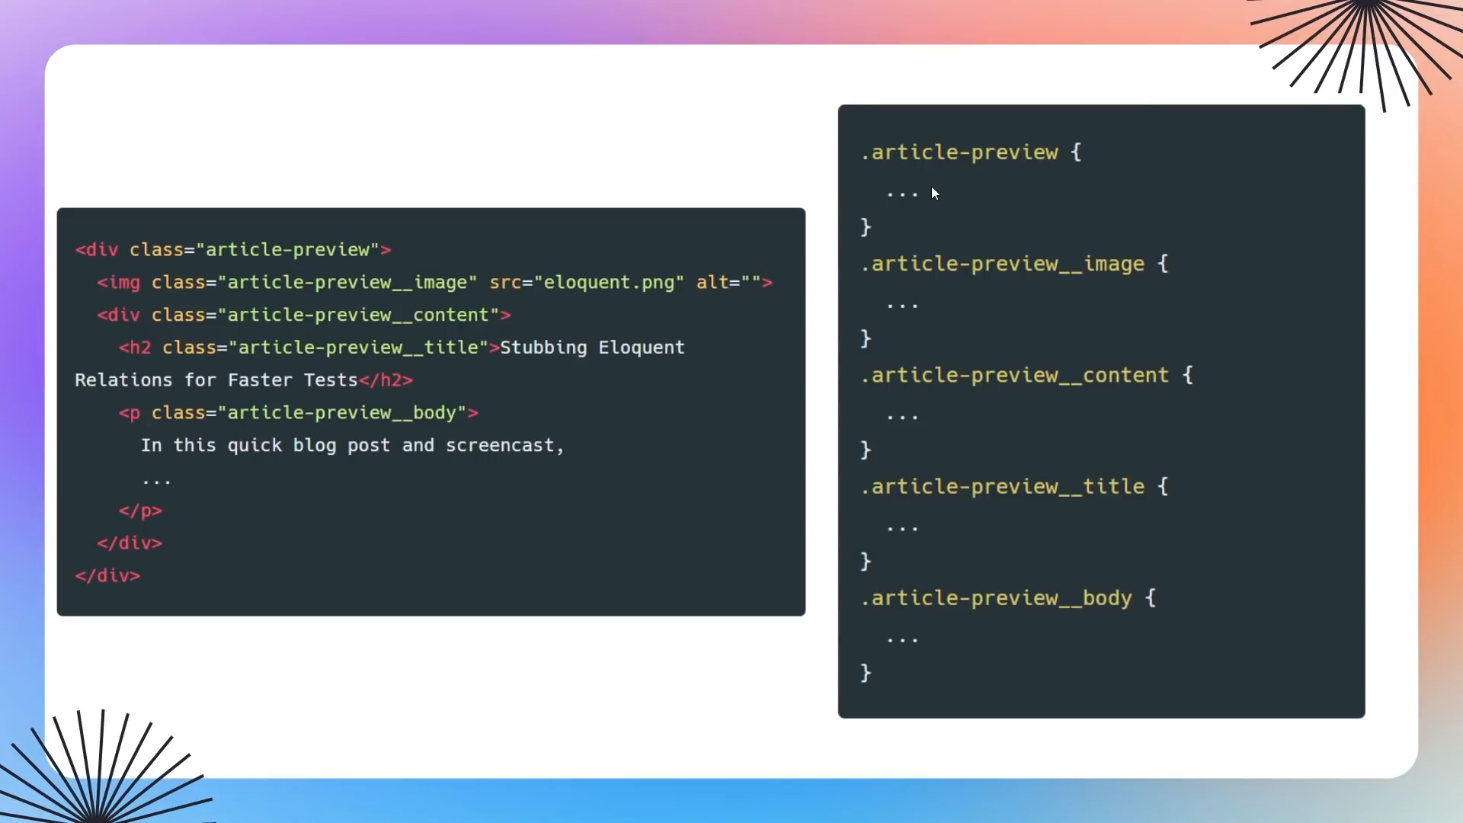 <div class="article-preview">
  <img class="article-preview__image" src="eloquent.png" alt="">
  <div class="article-preview__content">
    <h2 class="article-preview__title">Stubbing Eloquent
Relations for Faster Tests</h2>
    <p class="article-preview__body">
      In this quick blog post and screencast,
      ...
    </p>
  </div>
</div>
.article-preview {
  ...
}
.article-preview__image {
  ...
}
.article-preview__content {
  ...
}
.article-preview__title {
  ...
}
.article-preview__body {
  ...
}